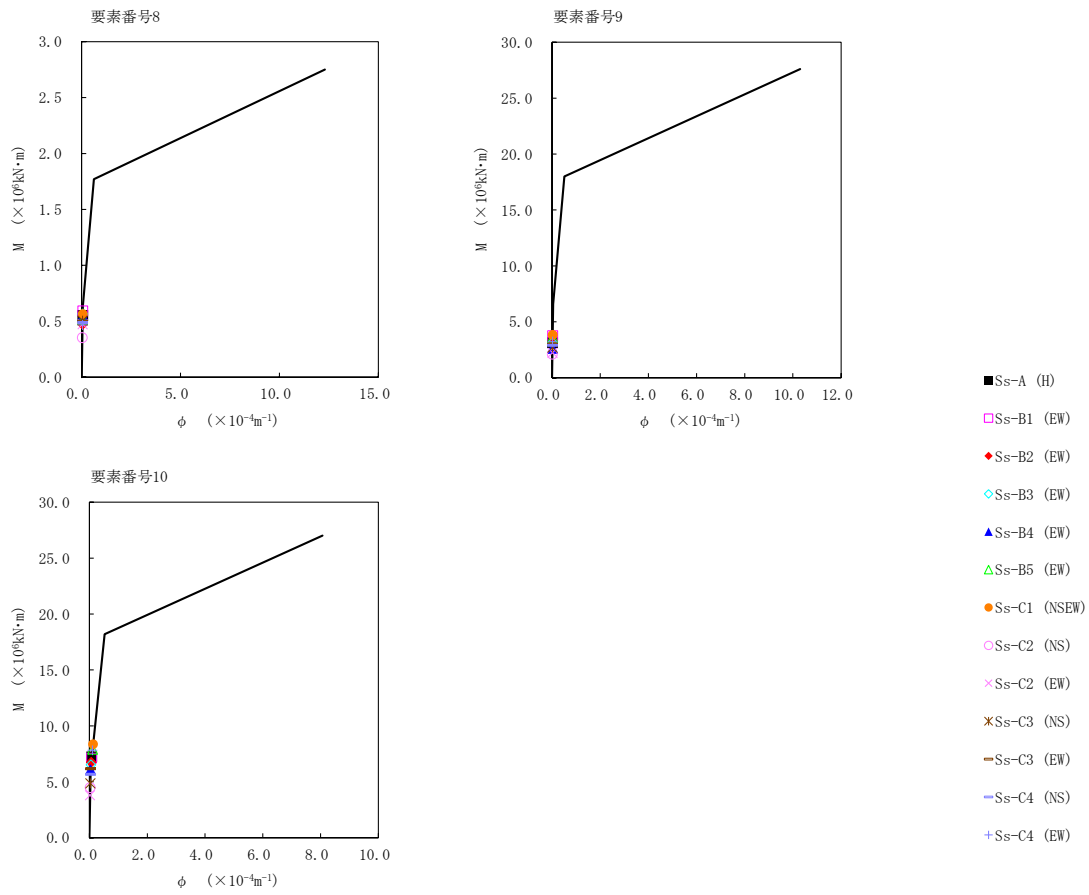 要素番号8
3.0
2.5
2.0
1.5
1.0
0.5
0.0
M (×10⁶kN・m)
0.0 5.0 10.0 15.0
φ (×10⁻⁴m⁻¹)
要素番号9
30.0
25.0
20.0
15.0
10.0
5.0
0.0
M (×10⁶kN・m)
0.0 2.0 4.0 6.0 8.0 10.0 12.0
φ (×10⁻⁴m⁻¹)
要素番号10
30.0
25.0
20.0
15.0
10.0
5.0
0.0
M (×10⁶kN・m)
0.0 2.0 4.0 6.0 8.0 10.0
φ (×10⁻⁴m⁻¹)
Ss-A (H)
Ss-B1 (EW)
Ss-B2 (EW)
Ss-B3 (EW)
Ss-B4 (EW)
Ss-B5 (EW)
Ss-C1 (NSEW)
Ss-C2 (NS)
Ss-C2 (EW)
Ss-C3 (NS)
Ss-C3 (EW)
Ss-C4 (NS)
Ss-C4 (EW)